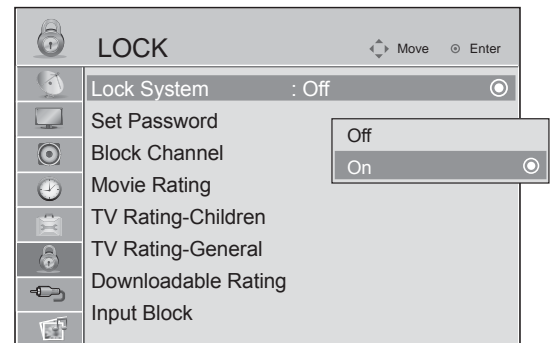 LOCK
Move
Enter
Lock System : Off
Set Password
Block Channel
Movie Rating
TV Rating-Children
TV Rating-General
Downloadable Rating
Input Block
Off
On